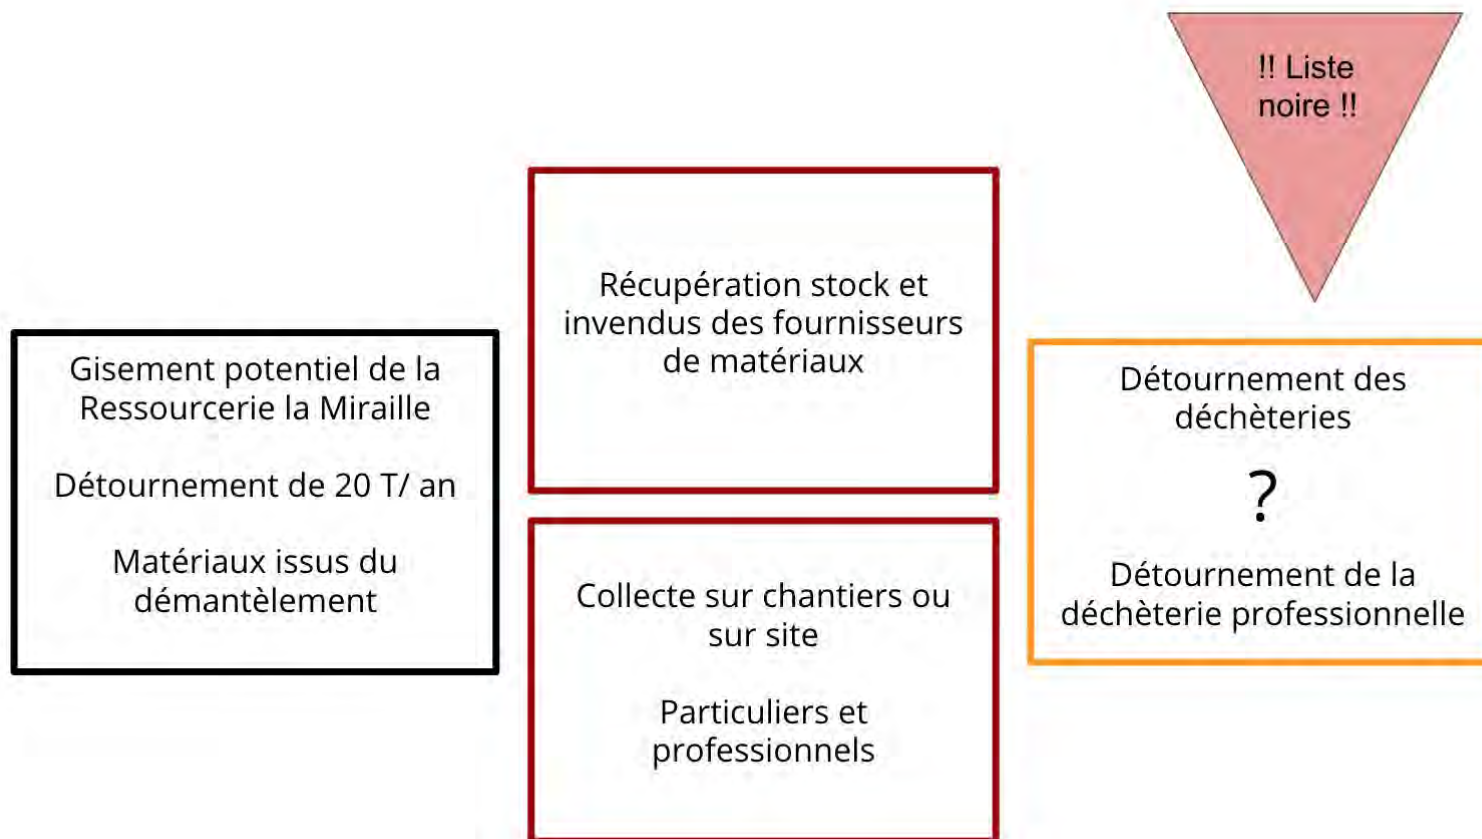 !! Liste
noire !!
Récupération stock et
invendus des fournisseurs
de matériaux
Gisement potentiel de la
Ressourcerie la Miraille
Détournement de 20 T/ an
Matériaux issus du
démantèlement
Collecte sur chantiers ou
sur site
Particuliers et
professionnels
Détournement des
déchèteries
?
Détournement de la
déchèterie professionnelle